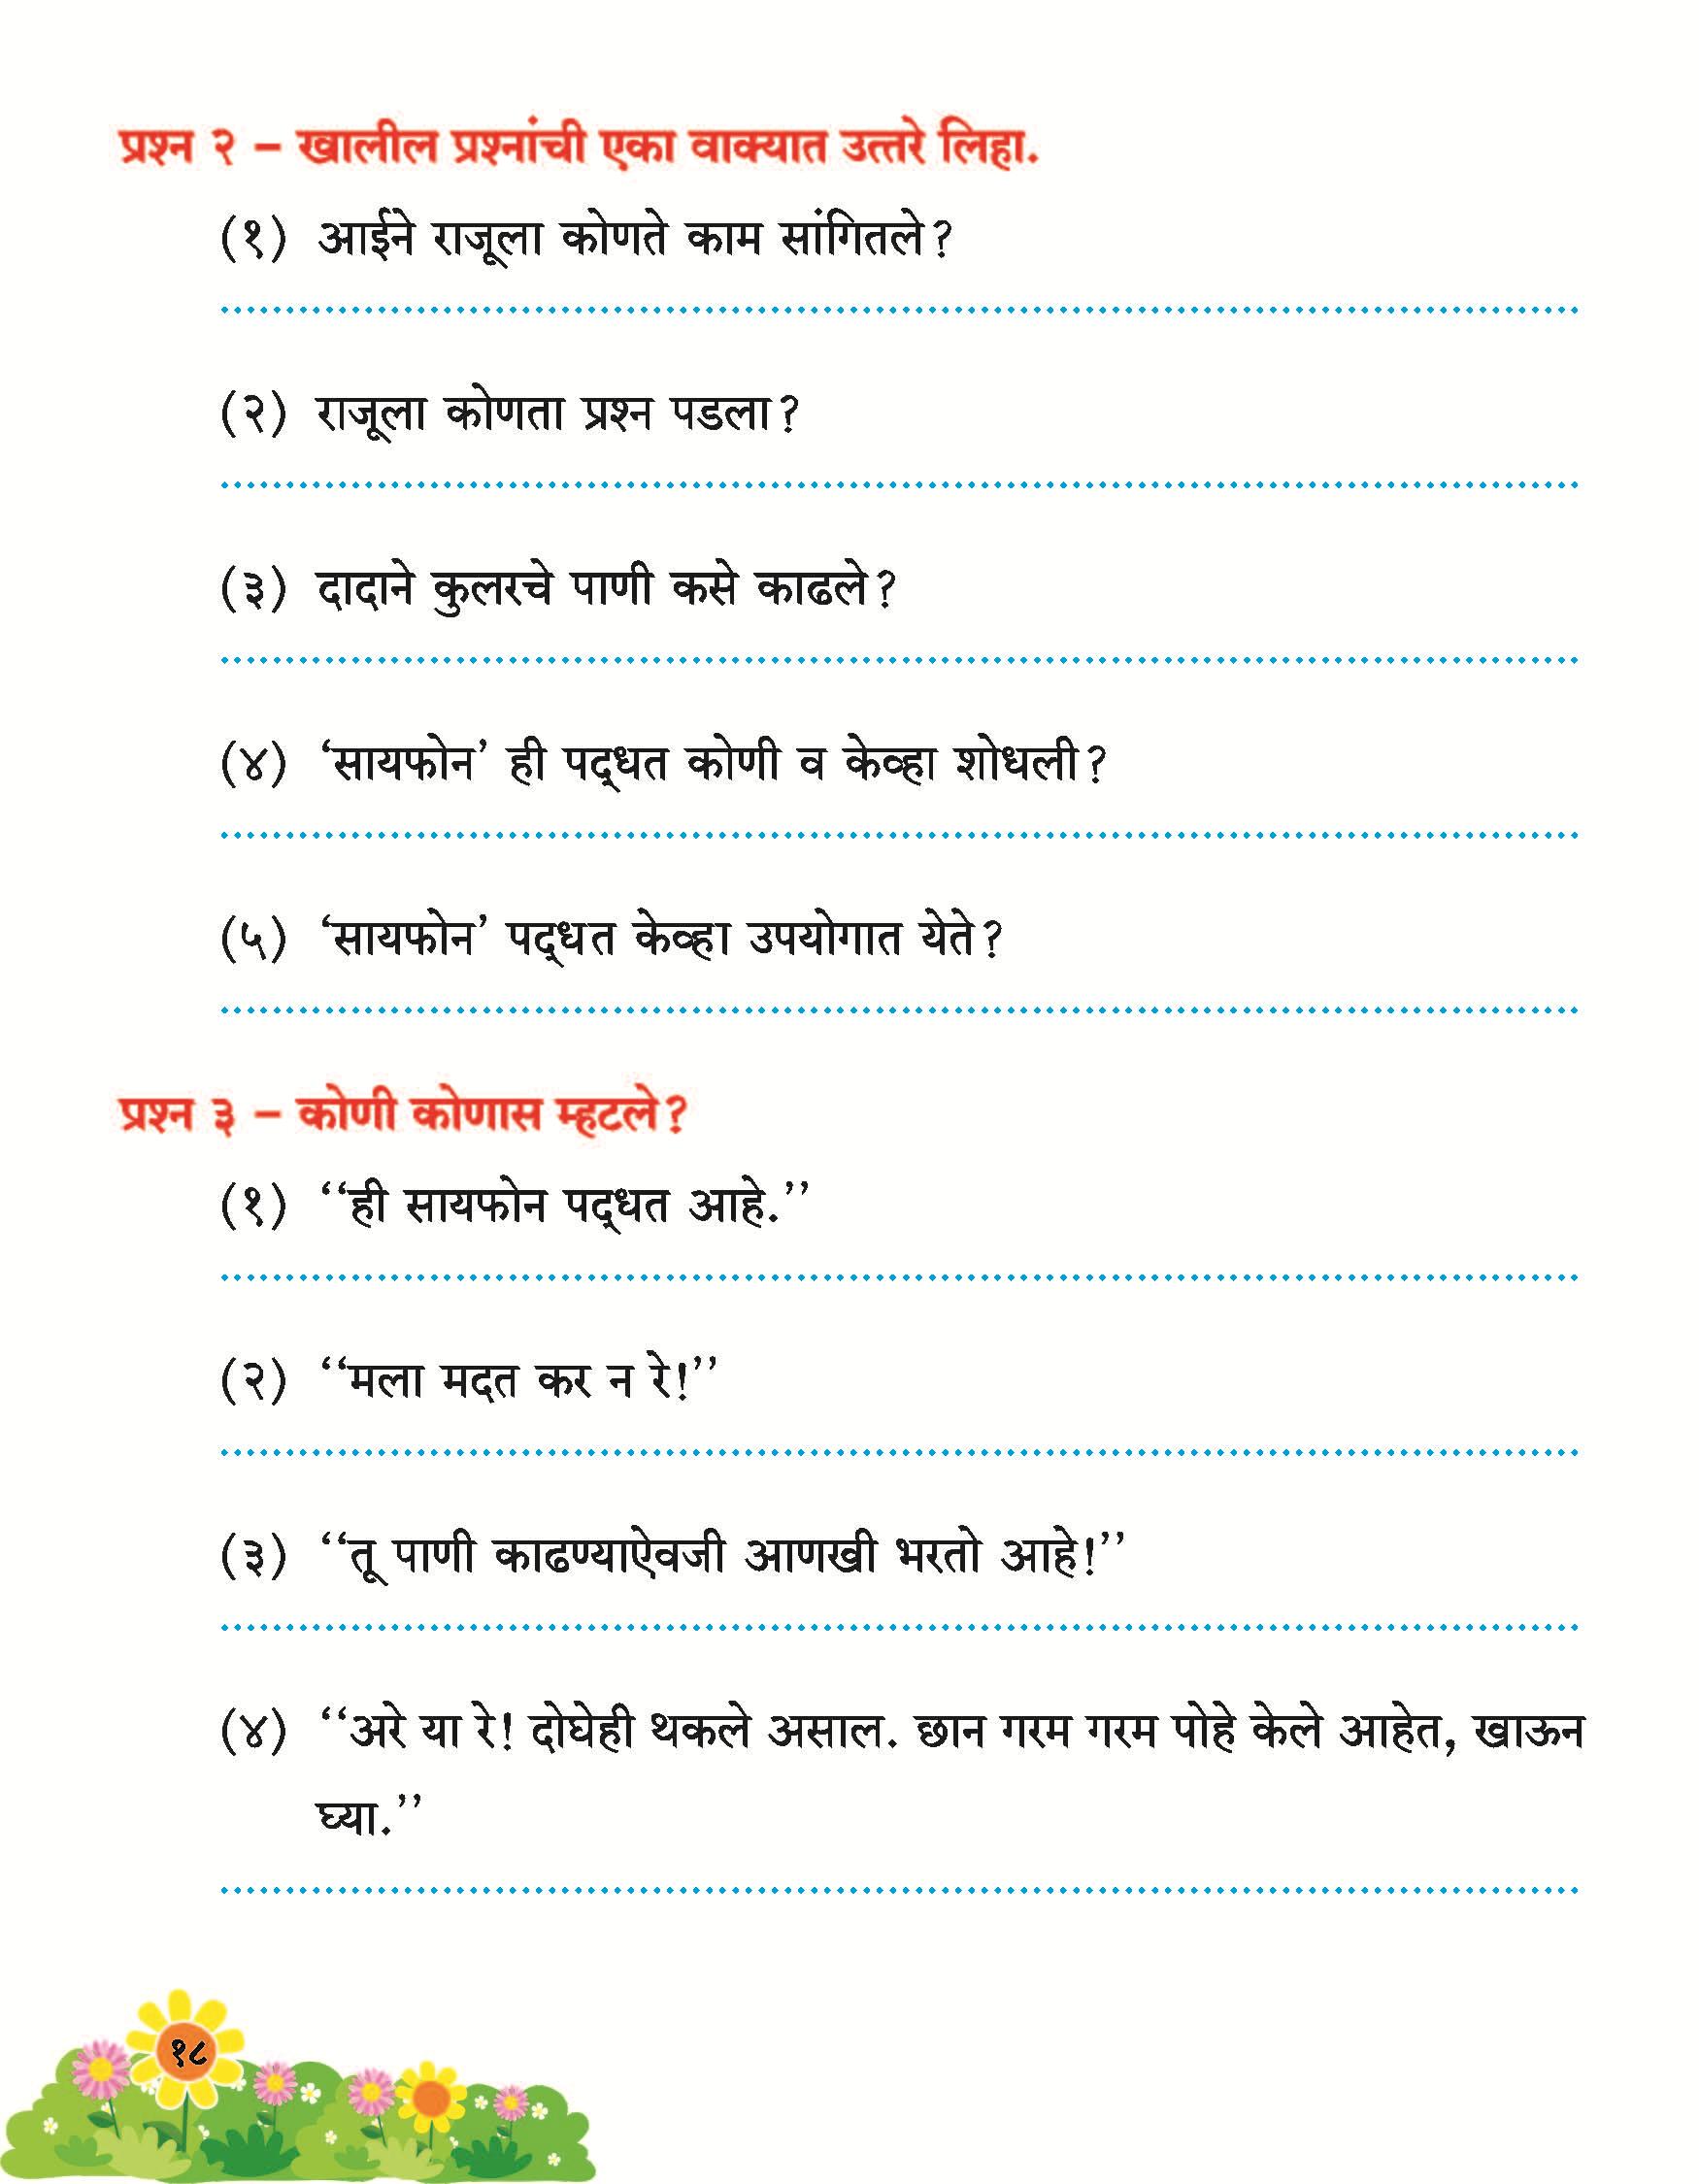 प्रश्न २ – खालील प्रश्नांची एका वाक्यात उत्तरे लिहा.
(१) आईने राजूला कोणते काम सांगितले?
(२) राजूला कोणता प्रश्न पडला?
(३) दादाने कुलरचे पाणी कसे काढले?
(४) ‘सायफोन’ ही पद्धत कोणी व केव्हा शोधली?
(५) ‘सायफोन’ पद्धत केव्हा उपयोगात येते?
प्रश्न ३ – कोणी कोणास म्हटले?
(१) ‘‘ही सायफोन पद्धत आहे.’’
(२) ‘‘मला मदत कर न रे!’’
(३) ‘‘तू पाणी काढण्याऐवजी आणखी भरतो आहे!’’
(४) ‘‘अरे या रे! दोघेही थकले असाल. छान गरम गरम पोहे केले आहेत, खाऊन
घ्या.’’
१८